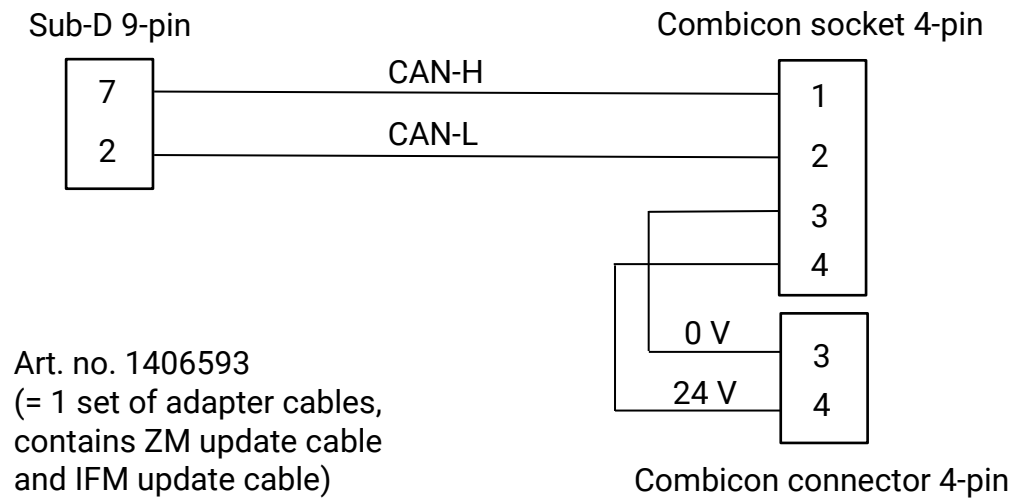 Sub-D 9-pin
Combicon socket 4-pin
7
CAN-H
1
2
CAN-L
2
3
4
0 V
3
24 V
4
Art. no. 1406593
(= 1 set of adapter cables,
contains ZM update cable
and IFM update cable)
Combicon connector 4-pin